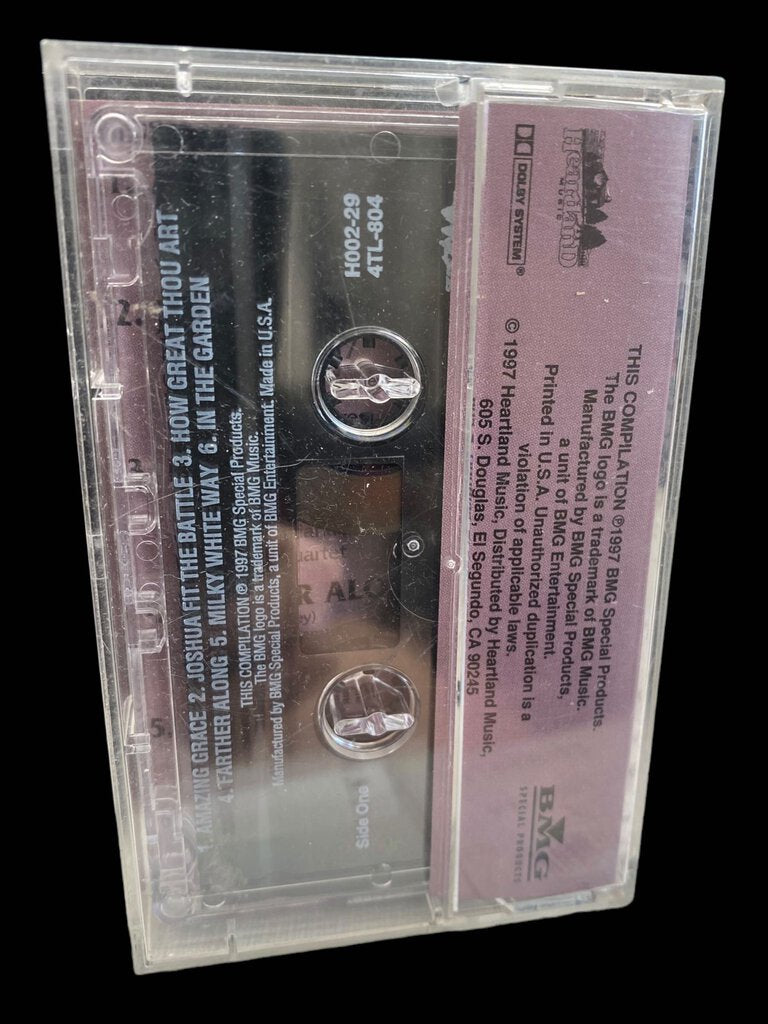 1. AMAZING GRACE 2. JOSHUA FIT THE BATTLE 3. HOW GREAT THOU ART
4. FARTHER ALONG 5. MILKY WHITE WAY 6. IN THE GARDEN
THIS COMPILATION ℗ 1997 BMG Special Products.
The BMG logo is a trademark of BMG Music.
Manufactured by BMG Special Products, a unit of BMG Entertainment. Made in U.S.A.
H002-29
4TL-804
Side One
2.
3.
5.
Heartland
MUSIC
DOLBY SYSTEM®
THIS COMPILATION ℗1997 BMG Special Products.
The BMG logo is a trademark of BMG Music.
Manufactured by BMG Special Products,
a unit of BMG Entertainment.
Printed in U.S.A. Unauthorized duplication is a
violation of applicable laws.
© 1997 Heartland Music, Distributed by Heartland Music,
605 S. Douglas, El Segundo, CA 90245
BMG
SPECIAL PRODUCTS